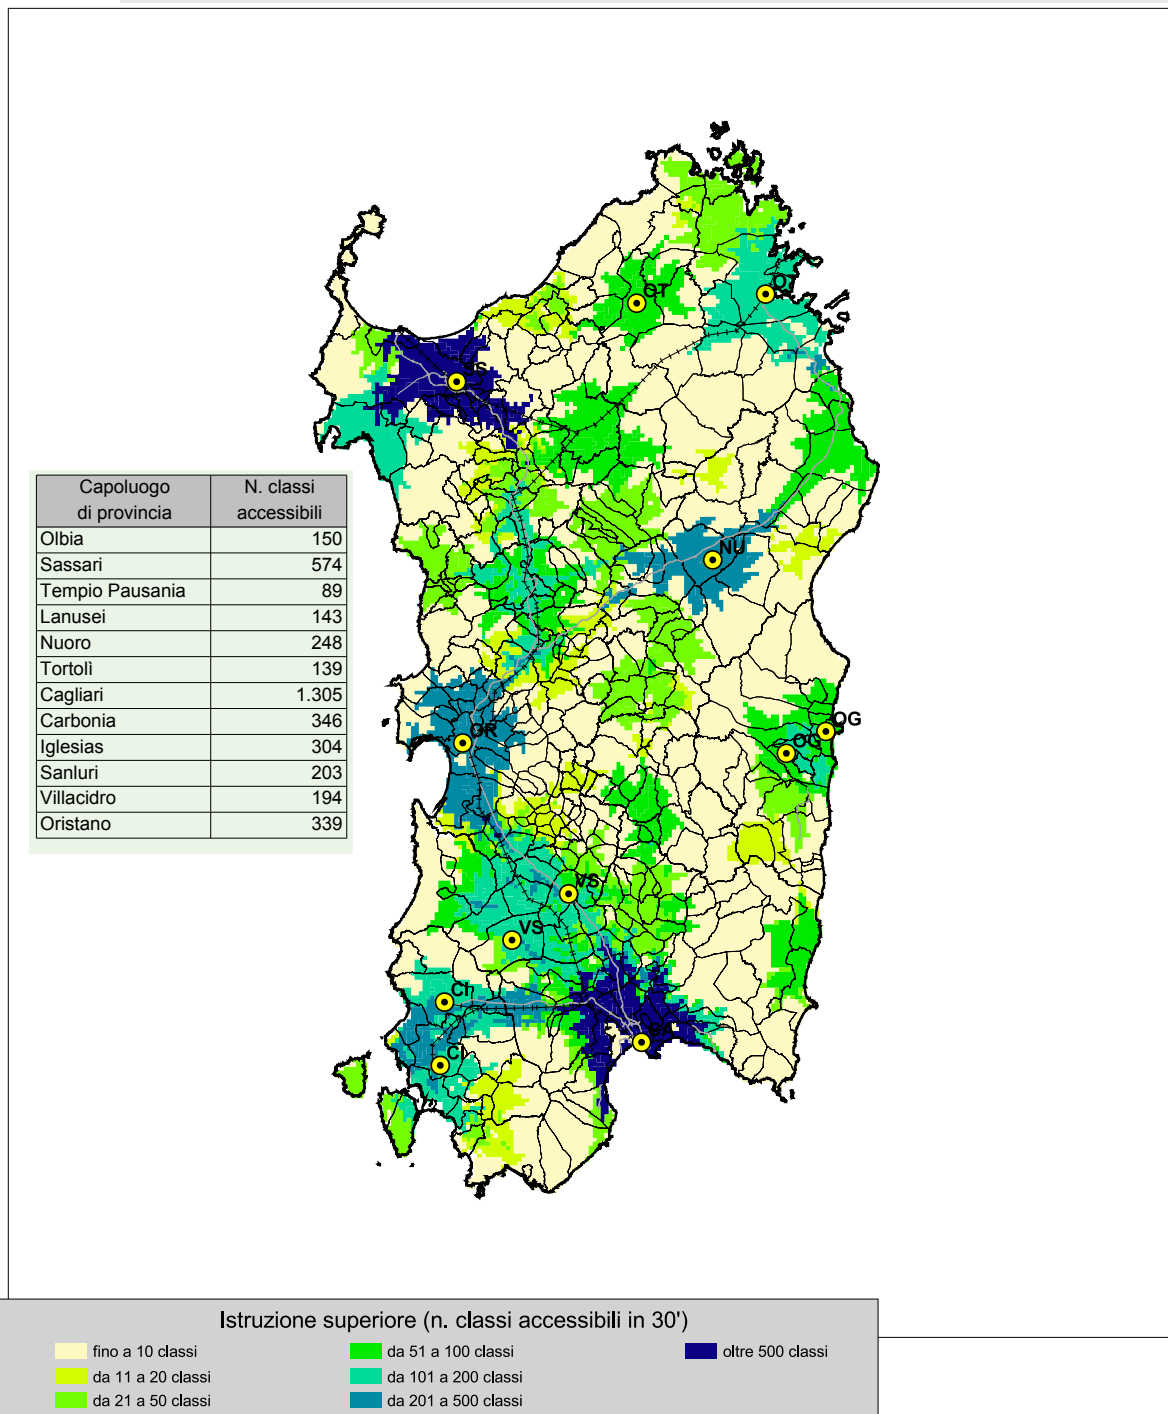 OT
OT
SS
Capoluogo di provincia	N. classi accessibili
Olbia	150
Sassari	574
Tempio Pausania	89
Lanusei	143
Nuoro	248
Tortolì	139
Cagliari	1.305
Carbonia	346
Iglesias	304
Sanluri	203
Villacidro	194
Oristano	339
NU
OG
OR
OG
VS
VS
CI
CA
CI
Istruzione superiore (n. classi accessibili in 30')
fino a 10 classi	da 51 a 100 classi	oltre 500 classi
da 11 a 20 classi	da 101 a 200 classi
da 21 a 50 classi	da 201 a 500 classi